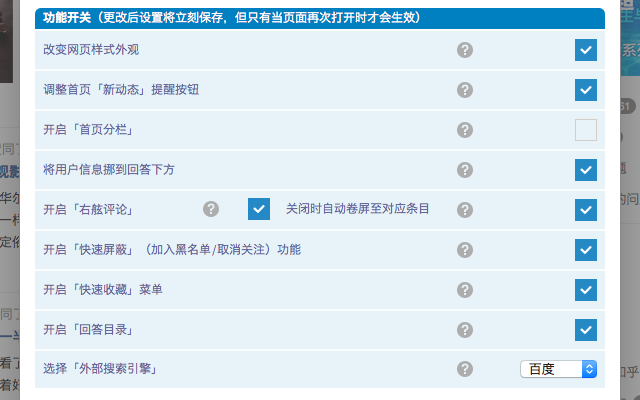 功能开关（更改后设置将立刻保存，但只有当页面再次打开时才会生效）
改变网页样式外观
调整首页「新动态」提醒按钮
开启「首页分栏」
将用户信息挪到回答下方
开启「右舷评论」 关闭时自动卷屏至对应条目
开启「快速屏蔽」（加入黑名单/取消关注）功能
开启「快速收藏」菜单
开启「回答目录」
选择「外部搜索引擎」 百度